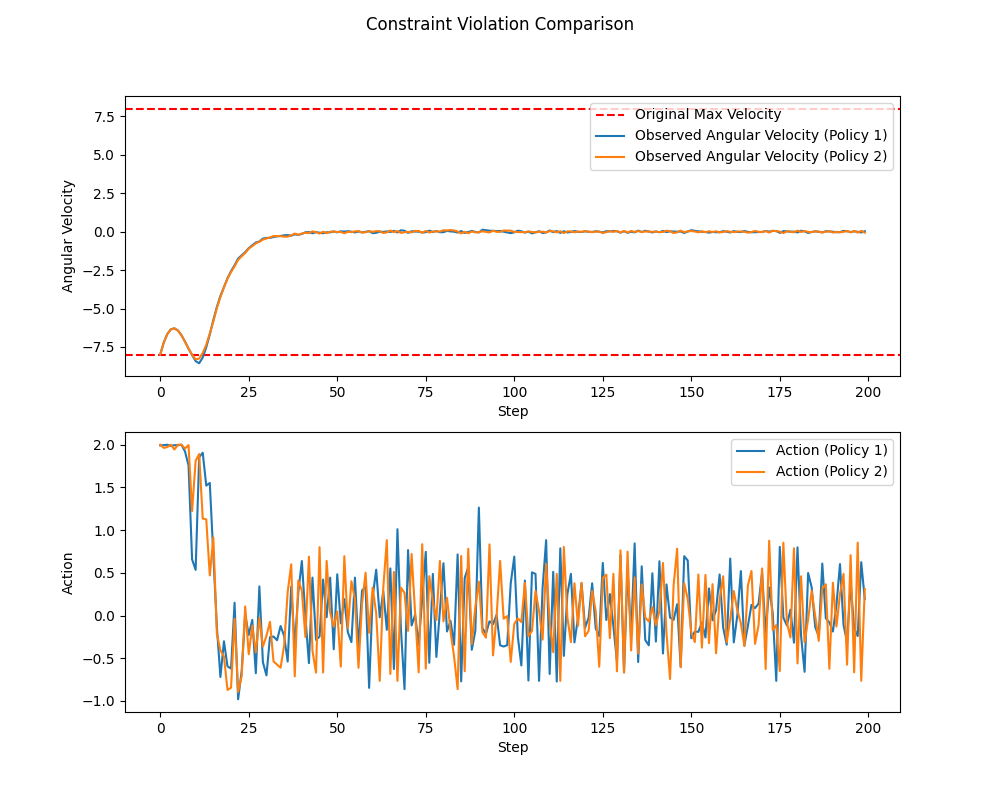 Constraint Violation Comparison
7.5
5.0
2.5
0.0
−2.5
−5.0
−7.5
Angular Velocity
Original Max Velocity
Observed Angular Velocity (Policy 1)
Observed Angular Velocity (Policy 2)
0 25 50 75 100 125 150 175 200
Step
2.0
1.5
1.0
0.5
0.0
−0.5
−1.0
Action
Action (Policy 1)
Action (Policy 2)
0 25 50 75 100 125 150 175 200
Step